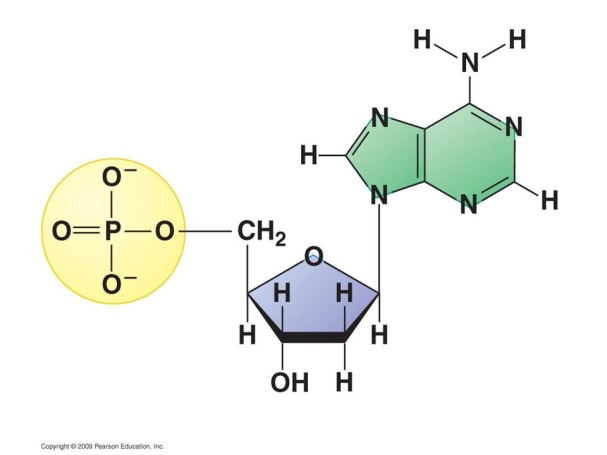 H H
N
N N
H
N N H
O–
O=P–O CH2
O–
O
H H
H H
OH H
Copyright © 2009 Pearson Education, Inc.